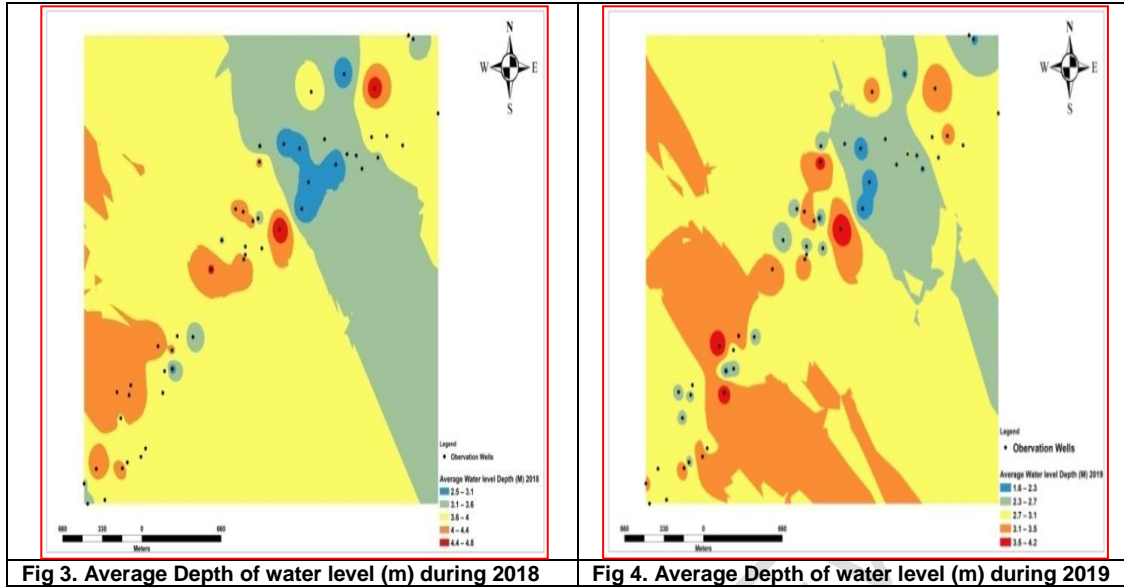 N
W E
S
Legend
Obervation Wells
Average Water level Depth (M) 2018
2.5 – 3.1
3.1 – 3.6
3.6 – 4
4 – 4.4
4.4 – 4.8
660 330 0 660
Meters
Fig 3. Average Depth of water level (m) during 2018
N
W E
S
Legend
Obervation Wells
Average Water level Depth (M) 2019
1.6 – 2.3
2.3 – 2.7
2.7 – 3.1
3.1 – 3.5
3.5 – 4.2
660 330 0 660
Meters
Fig 4. Average Depth of water level (m) during 2019